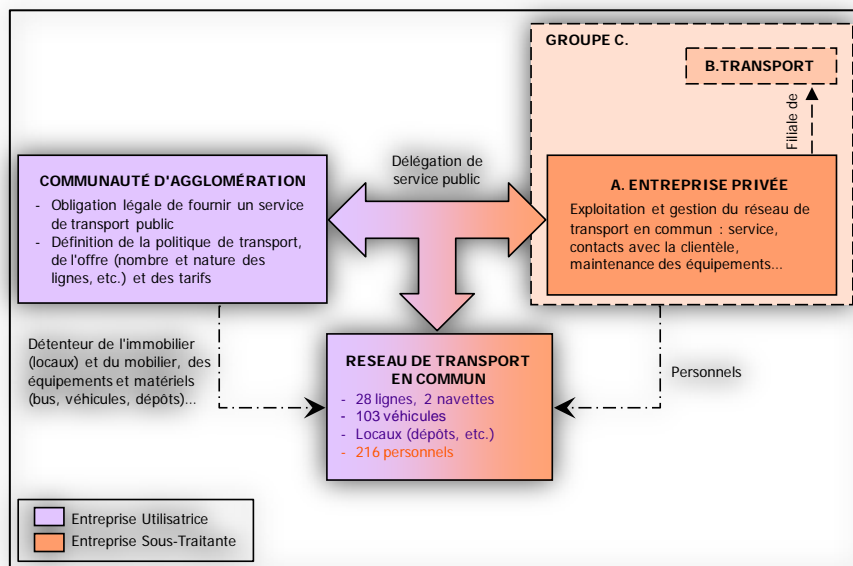 GROUPE C.
B.TRANSPORT
Filiale de
Délégation de
service public
COMMUNAUTÉ D'AGGLOMÉRATION
- Obligation légale de fournir un service
de transport public
- Définition de la politique de transport,
de l'offre (nombre et nature des
lignes, etc.) et des tarifs
A. ENTREPRISE PRIVÉE
Exploitation et gestion du réseau de
transport en commun : service,
contacts avec la clientèle,
maintenance des équipements...
Détenteur de l'immobilier
(locaux) et du mobilier, des
équipements et matériels
(bus, véhicules, dépôts)...
RESEAU DE TRANSPORT
EN COMMUN
- 28 lignes, 2 navettes
- 103 véhicules
- Locaux (dépôts, etc.)
- 216 personnels
Personnels
Entreprise Utilisatrice
Entreprise Sous-Traitante